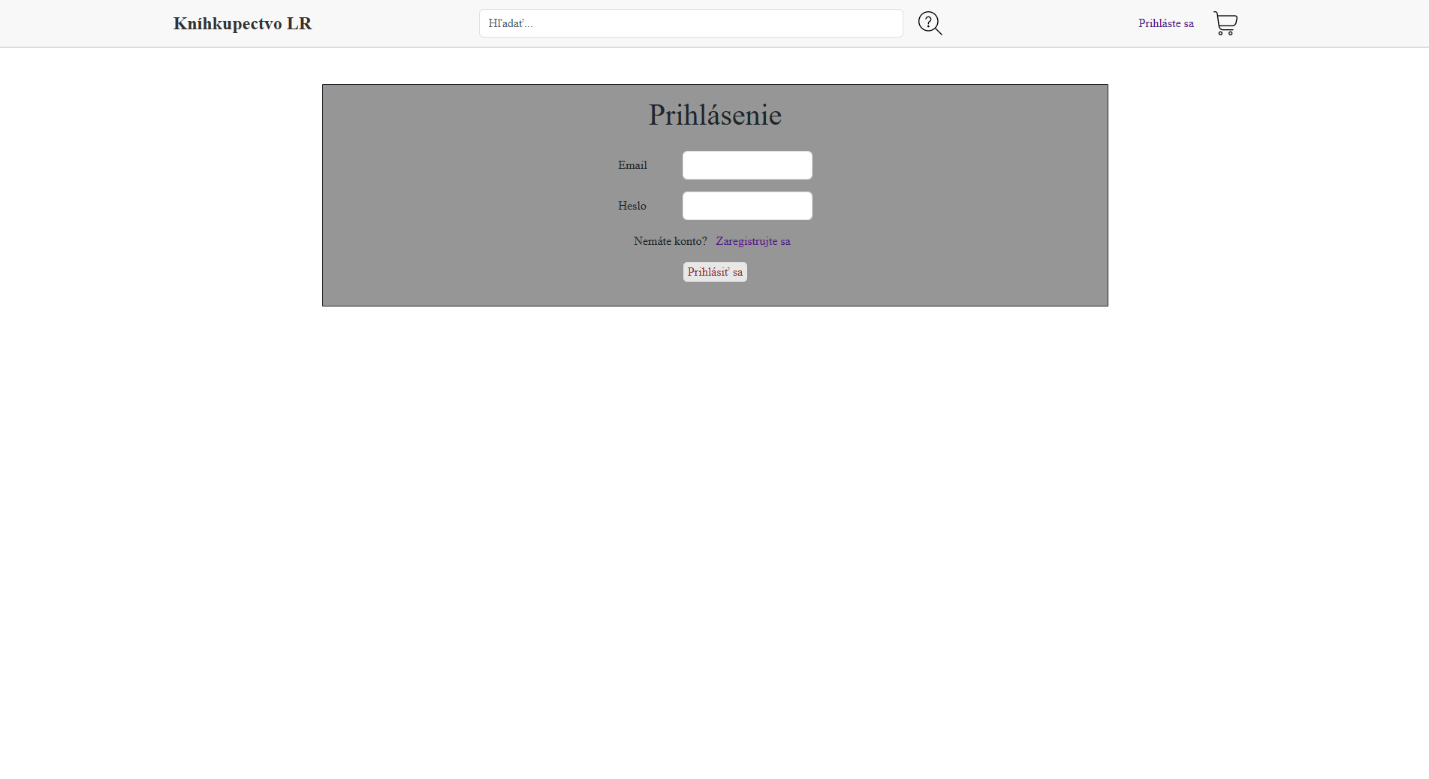 Kníhkupectvo LR
Hľadať...
?
Prihláste sa
Prihlásenie
Email
Heslo
Nemáte konto? Zaregistrujte sa
Prihlásiť sa